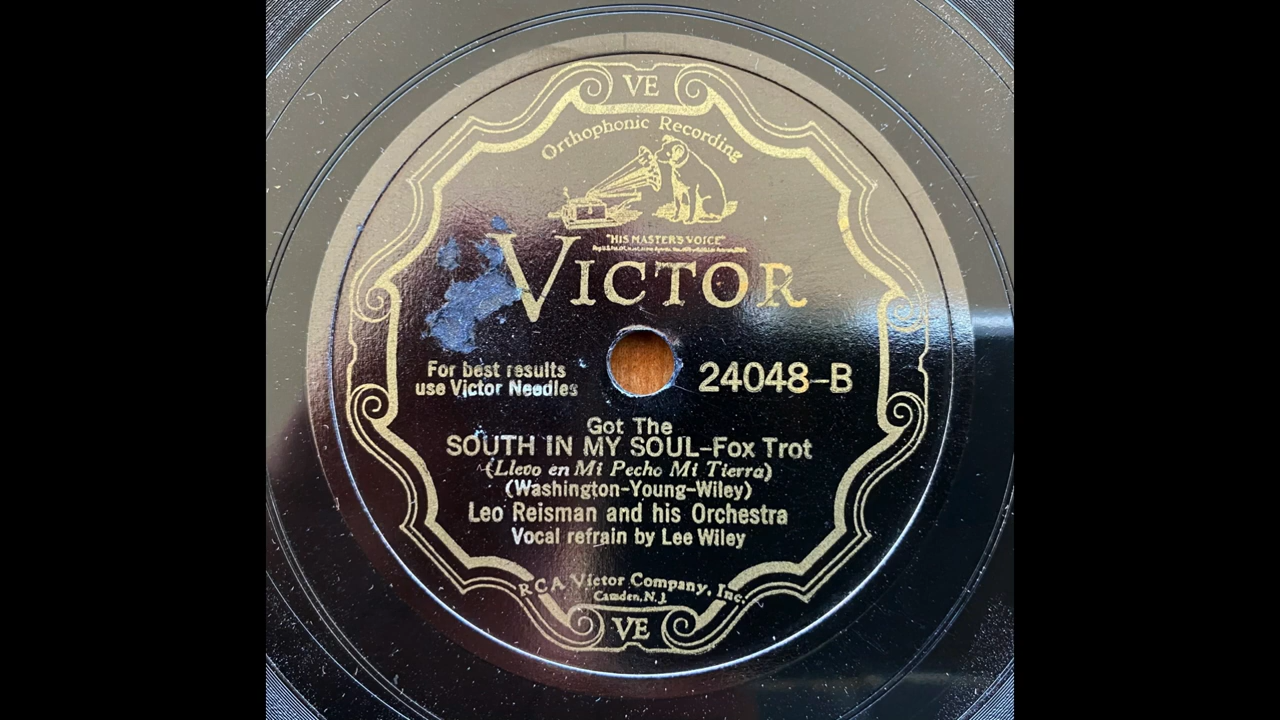 VE
Orthophonic Recording
"HIS MASTER'S VOICE"
VICTOR
For best results
use Victor Needles
24048-B
Got The
SOUTH IN MY SOUL-Fox Trot
(Llevo en Mi Pecho Mi Tierra)
(Washington-Young-Wiley)
Leo Reisman and his Orchestra
Vocal refrain by Lee Wiley
RCA Victor Company, Inc.
Camden, N.J.
VE